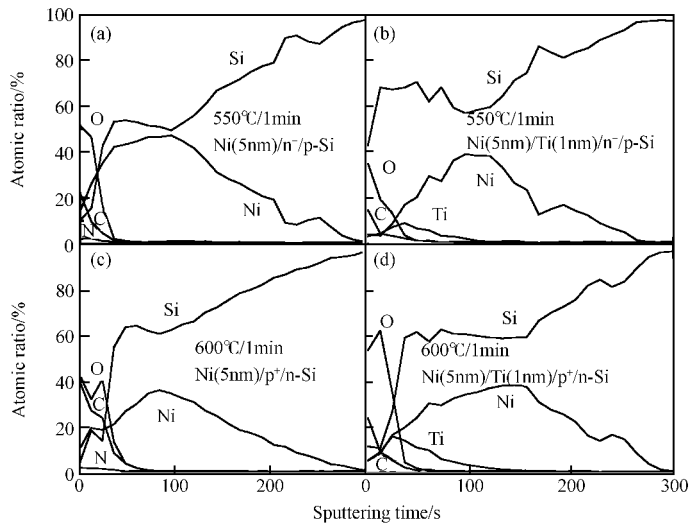 100
(a)
(b)
Si
Si
80
O
550℃/1min
550℃/1min
60
Ni(5nm)/n⁻/p-Si
Ni(5nm)/Ti(1nm)/n⁻/p-Si
Atomic ratio/%
40
O
Ni
20
C
Ni
C
Ti
N
0
(c)
(d)
80
Si
O
Si
60
600℃/1min
600℃/1min
Ni(5nm)/p⁺/n-Si
Ni(5nm)/Ti(1nm)/p⁺/n-Si
Atomic ratio/%
40
O
C
Ni
Ni
20
Ti
N
C
0
0
100
200
0
100
200
300
Sputtering time/s